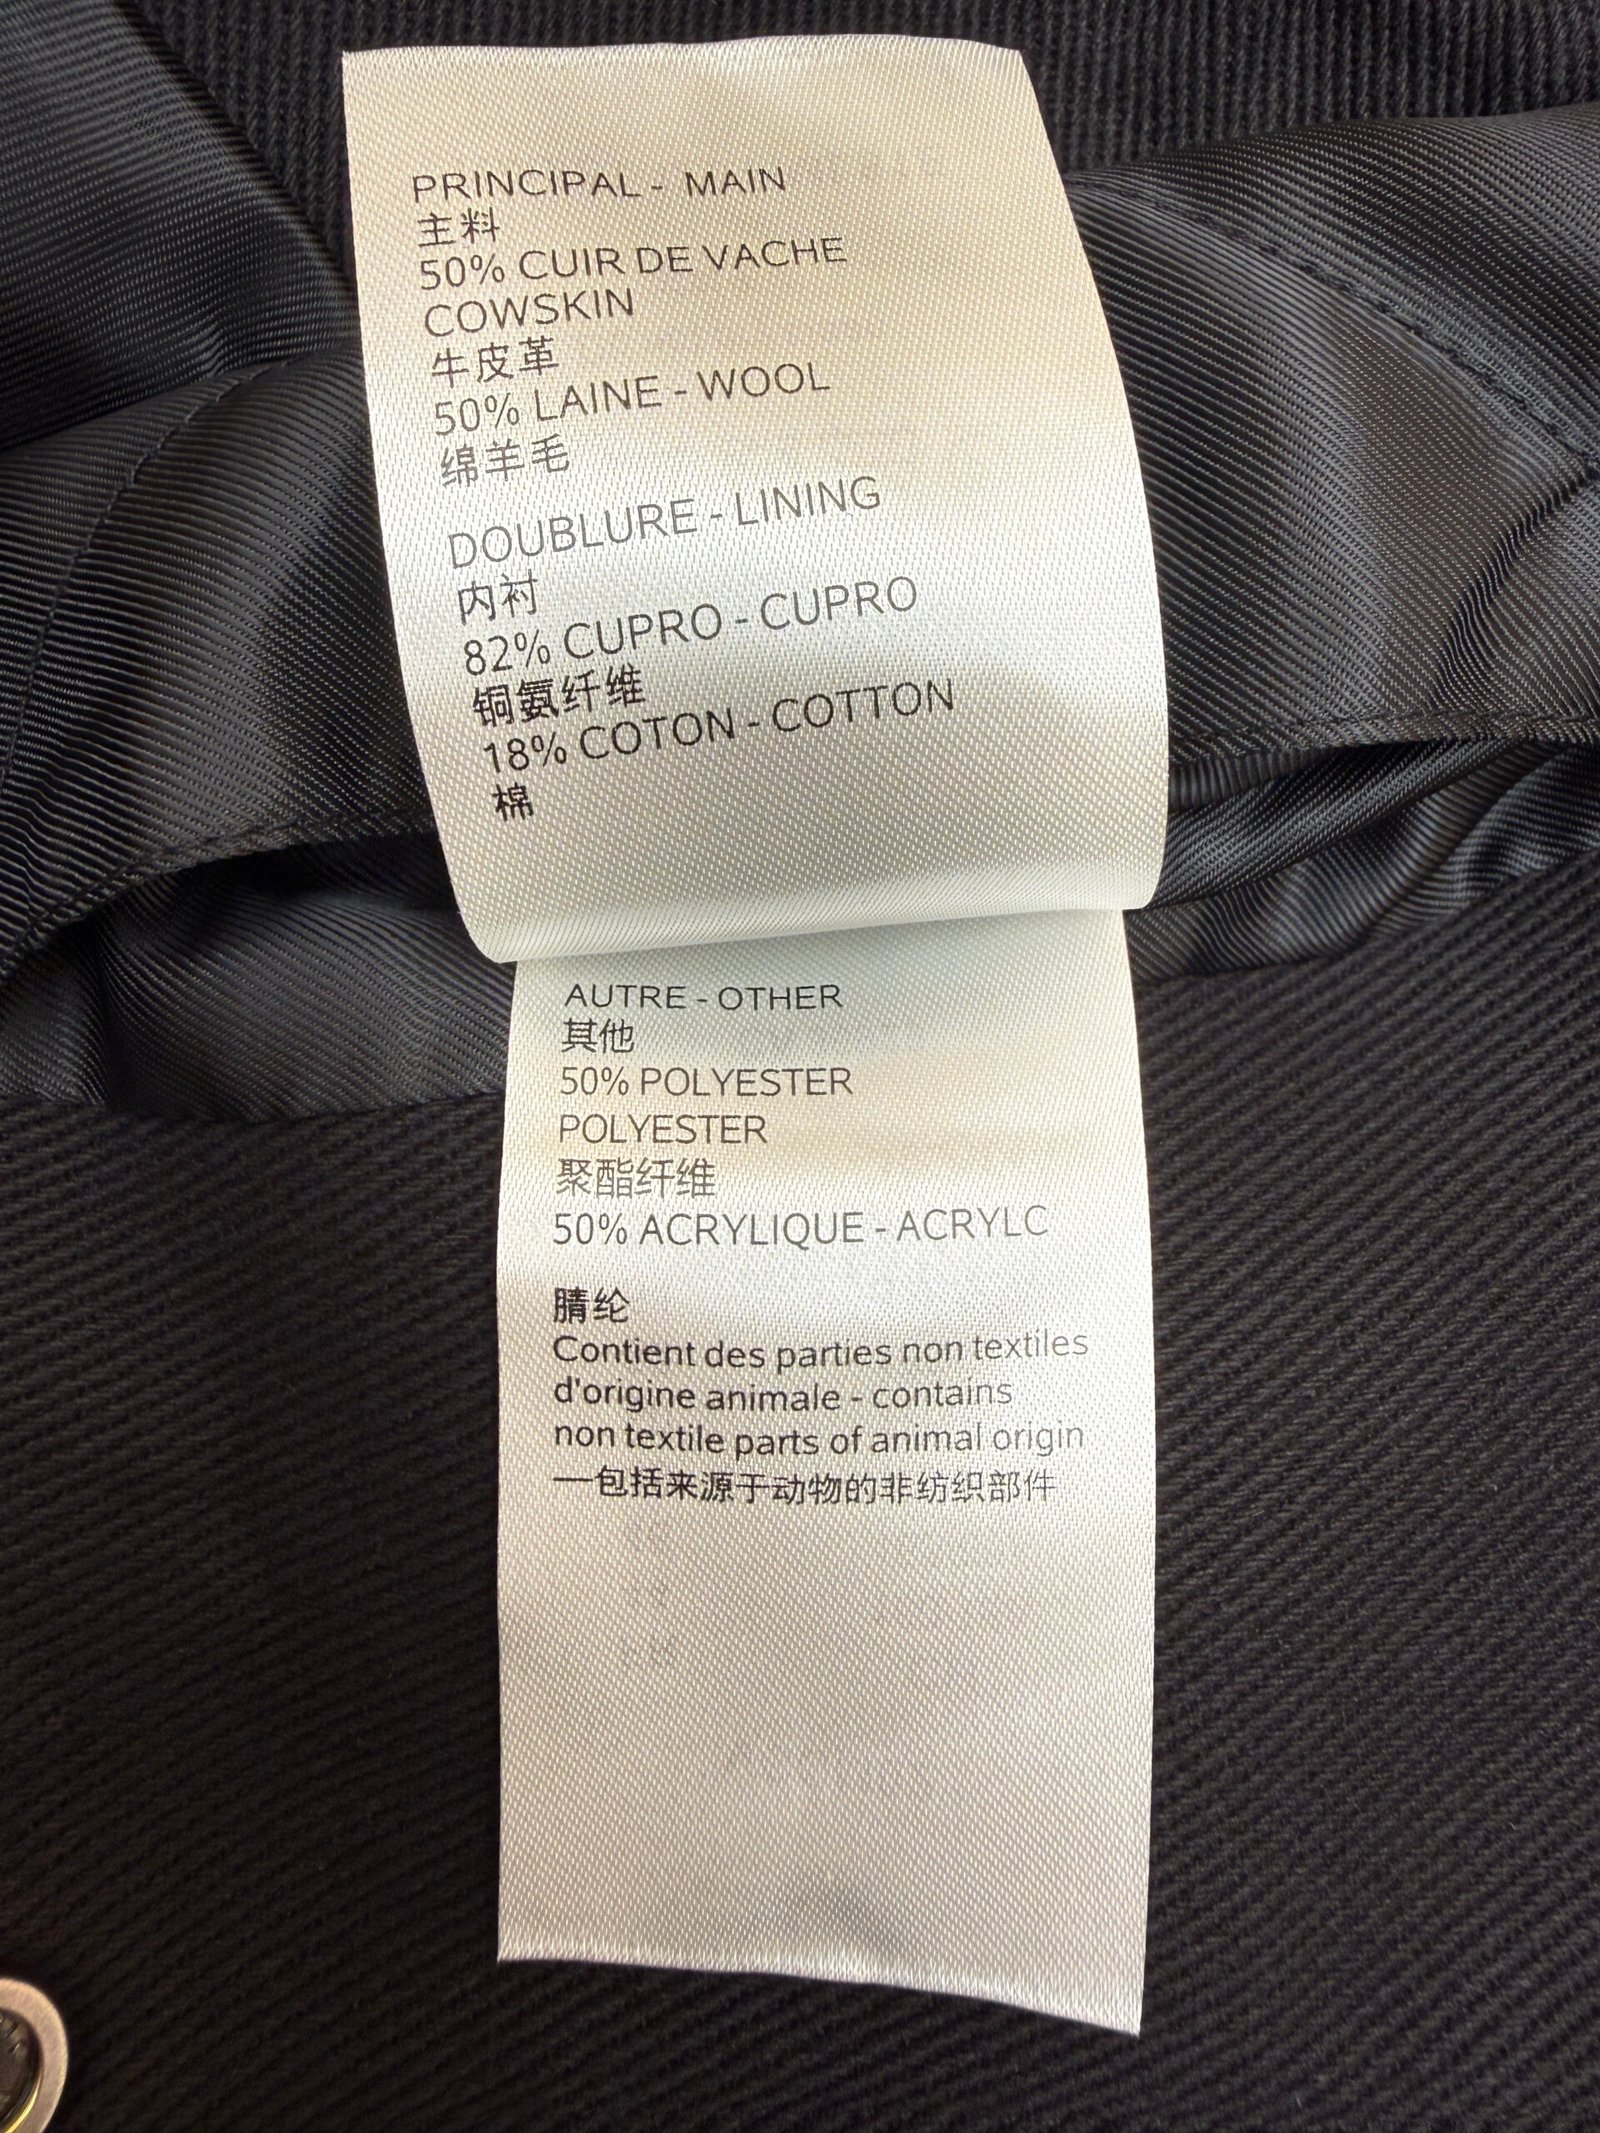 PRINCIPAL - MAIN
主料
50% CUIR DE VACHE
COWSKIN
牛皮革
50% LAINE - WOOL
绵羊毛
DOUBLURE - LINING
内衬
82% CUPRO - CUPRO
铜氨纤维
18% COTON - COTTON
棉
AUTRE - OTHER
其他
50% POLYESTER
POLYESTER
聚酯纤维
50% ACRYLIQUE - ACRYLC
腈纶
Contient des parties non textiles
d'origine animale - contains
non textile parts of animal origin
一包括来源于动物的非纺织部件